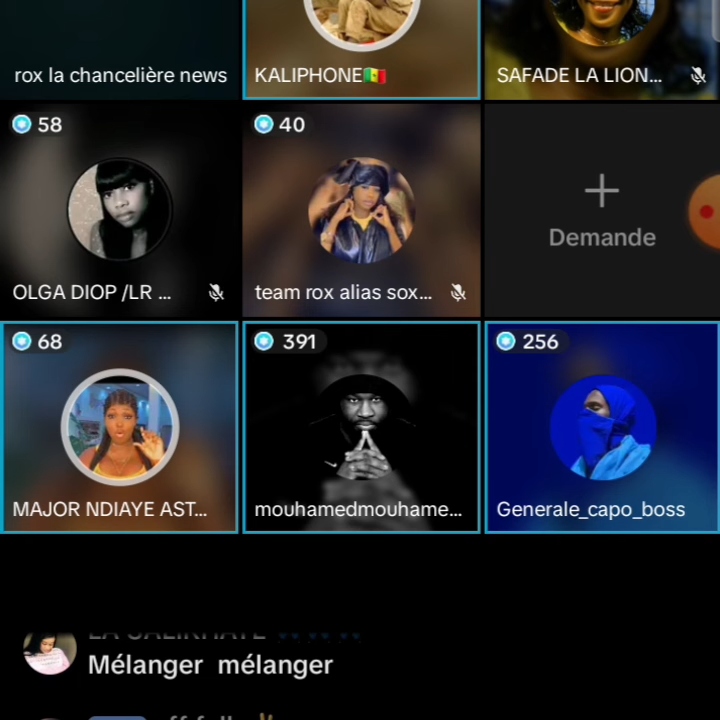 rox la chancelière news
KALIPHONE🇸🇳
SAFADE LA LION...
58
40
OLGA DIOP /LR ...
team rox alias sox...
Demande
68
391
256
MAJOR NDIAYE AST...
mouhamedmouhame...
Generale_capo_boss
Mélanger mélanger